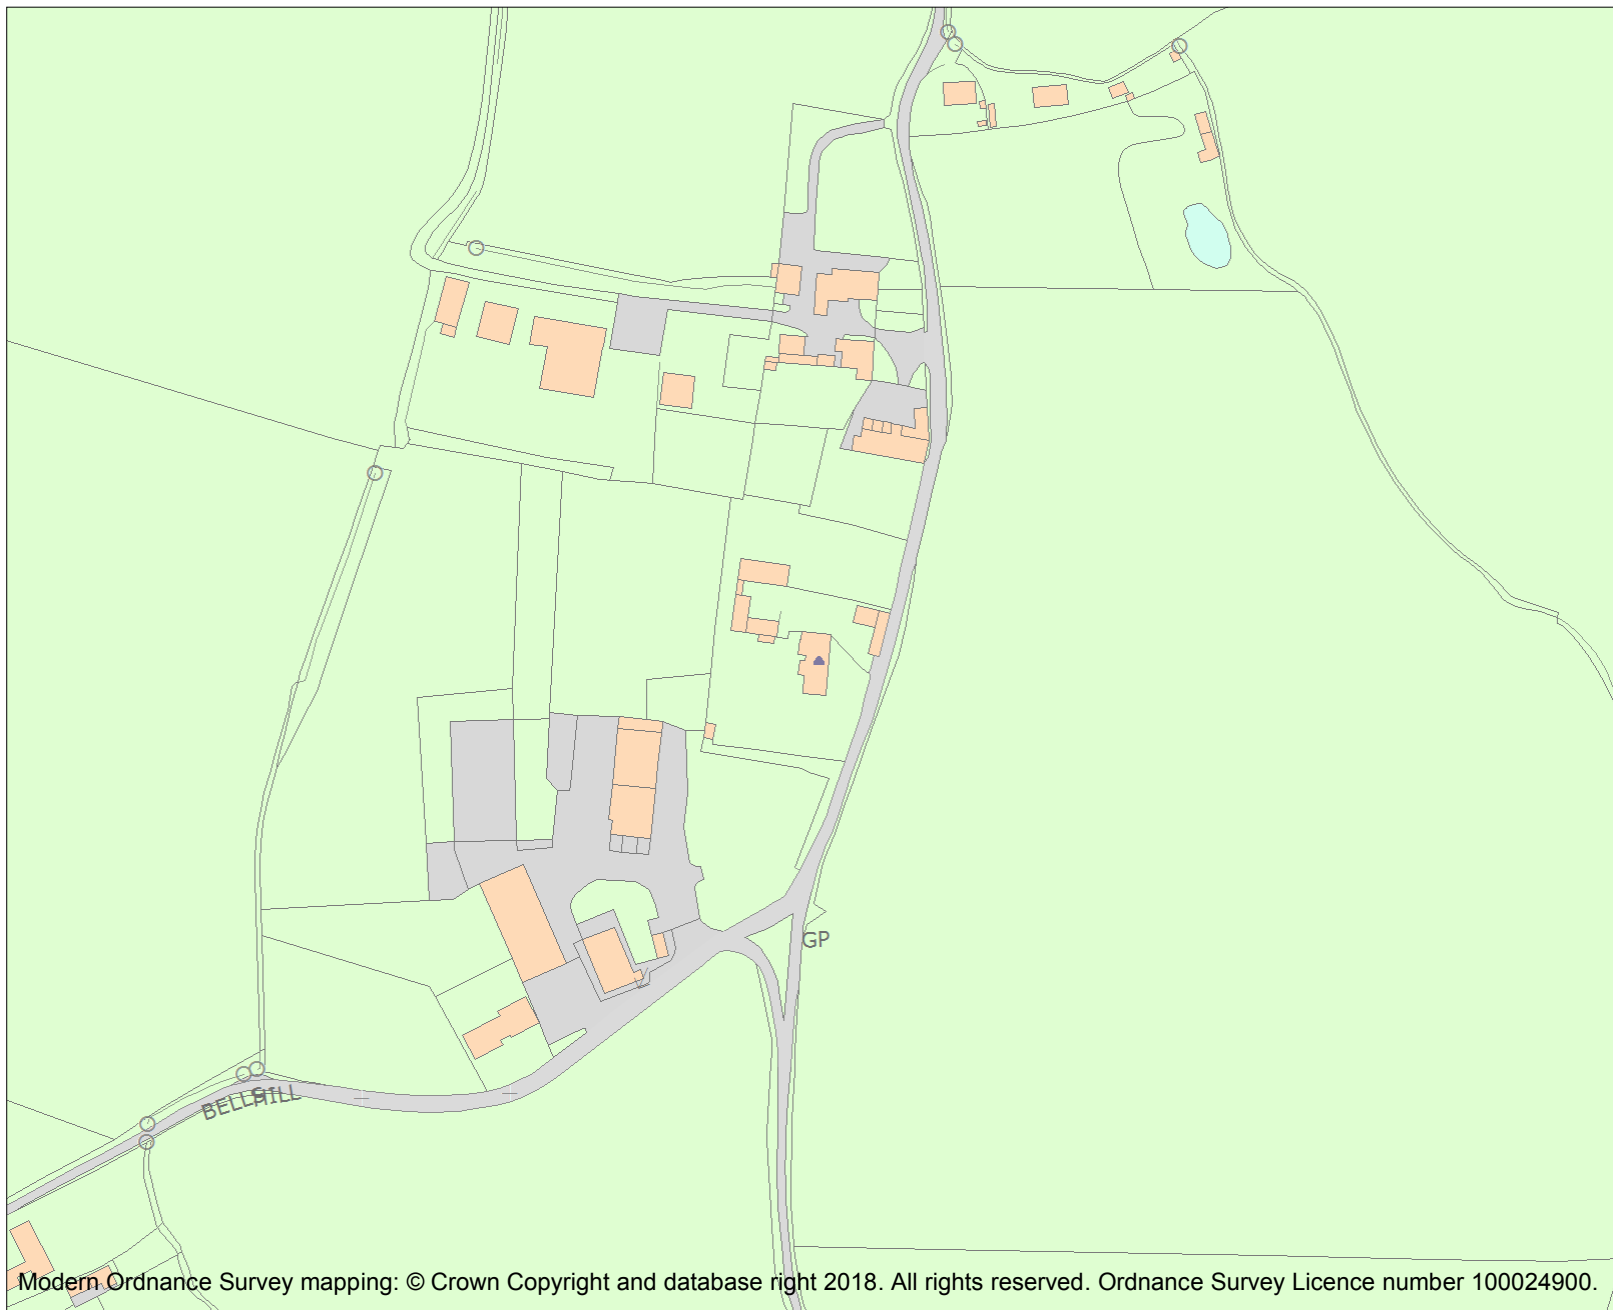 GP
BELL HILL
Modern Ordnance Survey mapping: © Crown Copyright and database right 2018. All rights reserved. Ordnance Survey Licence number 100024900.